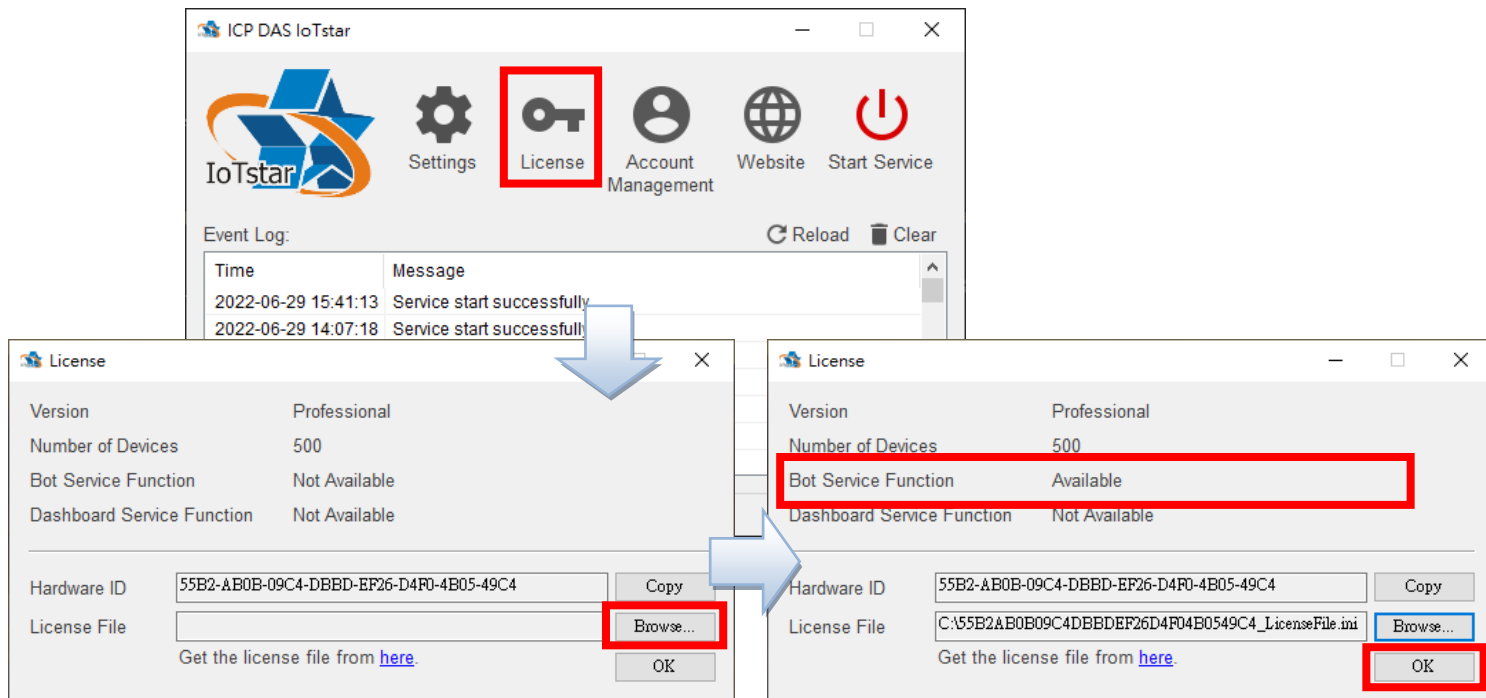 ICP DAS IoTstar
IoTstar
Settings
License
Account
Management
Website
Start Service
Event Log:
Reload
Clear
Time Message
2022-06-29 15:41:13 Service start successfully
2022-06-29 14:07:18 Service start successfully
License
Version Professional
Number of Devices 500
Bot Service Function Not Available
Dashboard Service Function Not Available
Hardware ID 55B2-AB0B-09C4-DBBD-EF26-D4F0-4B05-49C4 Copy
License File Browse...
Get the license file from here.
OK
License
Version Professional
Number of Devices 500
Bot Service Function Available
Dashboard Service Function Not Available
Hardware ID 55B2-AB0B-09C4-DBBD-EF26-D4F0-4B05-49C4 Copy
License File C:\55B2AB0B09C4DBBDEF26D4F04B0549C4_LicenseFile.ini Browse...
Get the license file from here.
OK